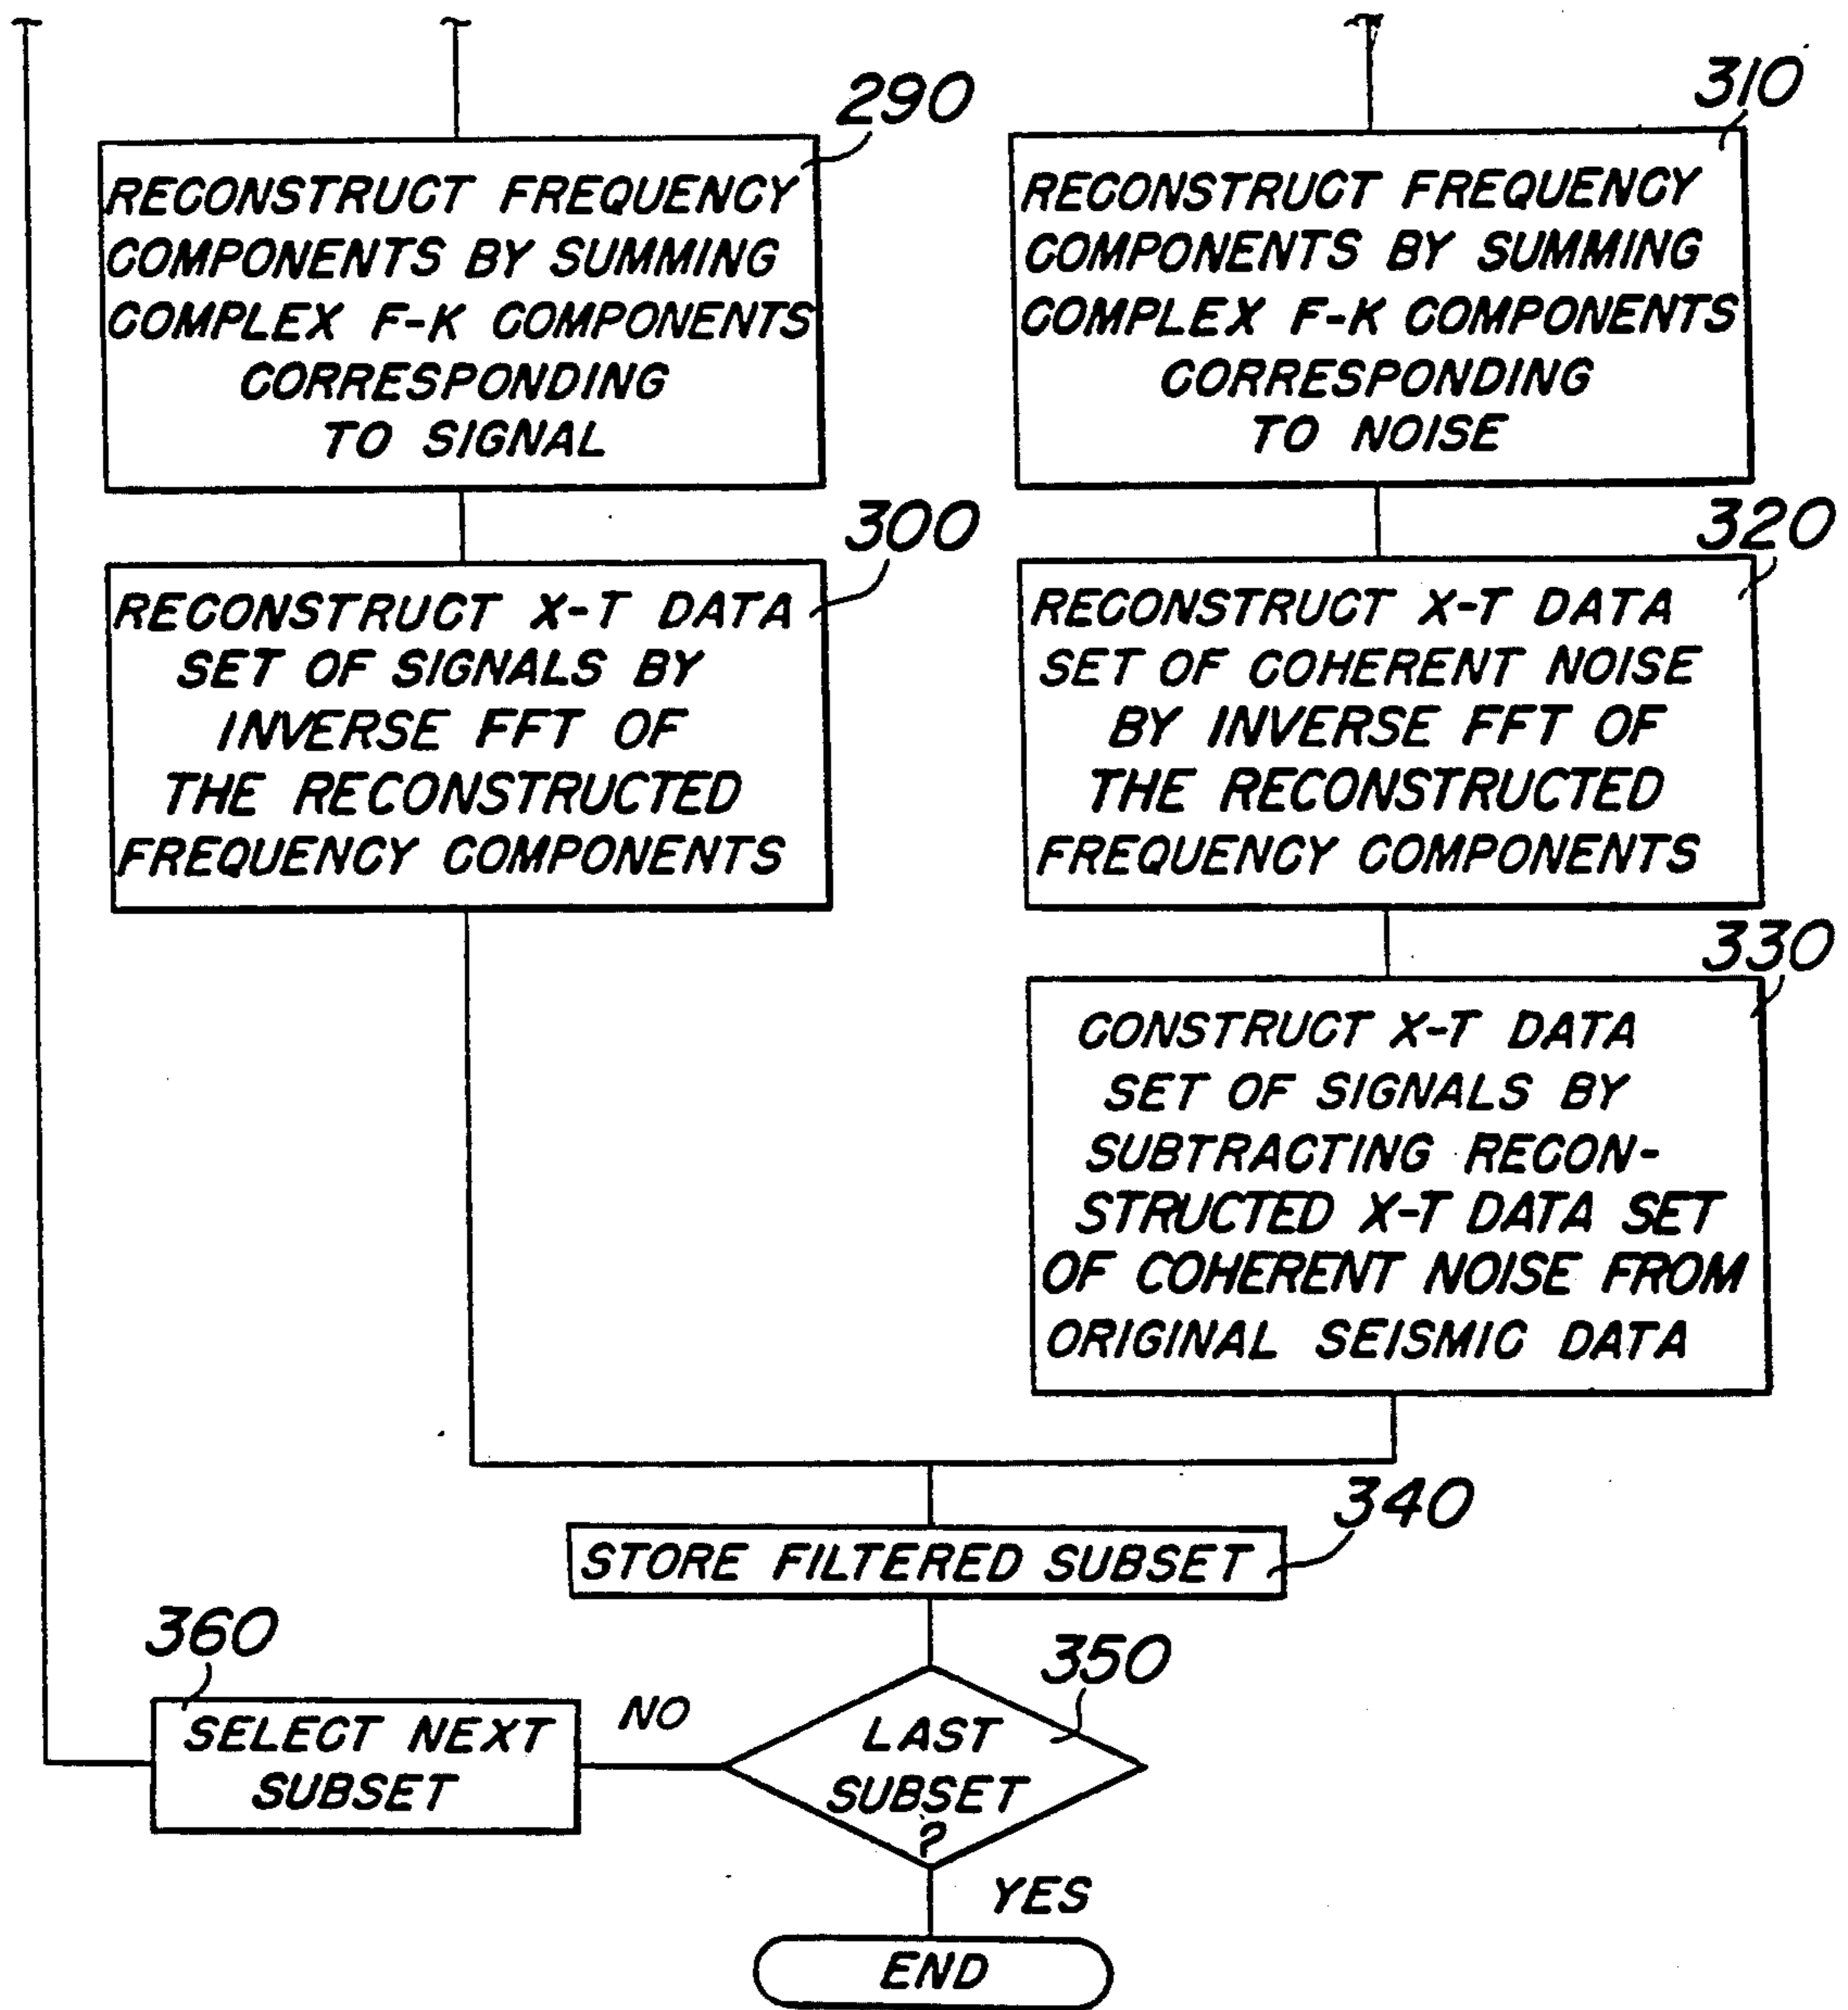 290
RECONSTRUCT FREQUENCY
COMPONENTS BY SUMMING
COMPLEX F-K COMPONENTS
CORRESPONDING
TO SIGNAL
310
RECONSTRUCT FREQUENCY
COMPONENTS BY SUMMING
COMPLEX F-K COMPONENTS
CORRESPONDING
TO NOISE
300
RECONSTRUCT X-T DATA
SET OF SIGNALS BY
INVERSE FFT OF
THE RECONSTRUCTED
FREQUENCY COMPONENTS
320
RECONSTRUCT X-T DATA
SET OF COHERENT NOISE
BY INVERSE FFT OF
THE RECONSTRUCTED
FREQUENCY COMPONENTS
330
CONSTRUCT X-T DATA
SET OF SIGNALS BY
SUBTRACTING RECON-
STRUCTED X-T DATA SET
OF COHERENT NOISE FROM
ORIGINAL SEISMIC DATA
340
STORE FILTERED SUBSET
350
LAST
SUBSET
?
NO
360
SELECT NEXT
SUBSET
YES
END